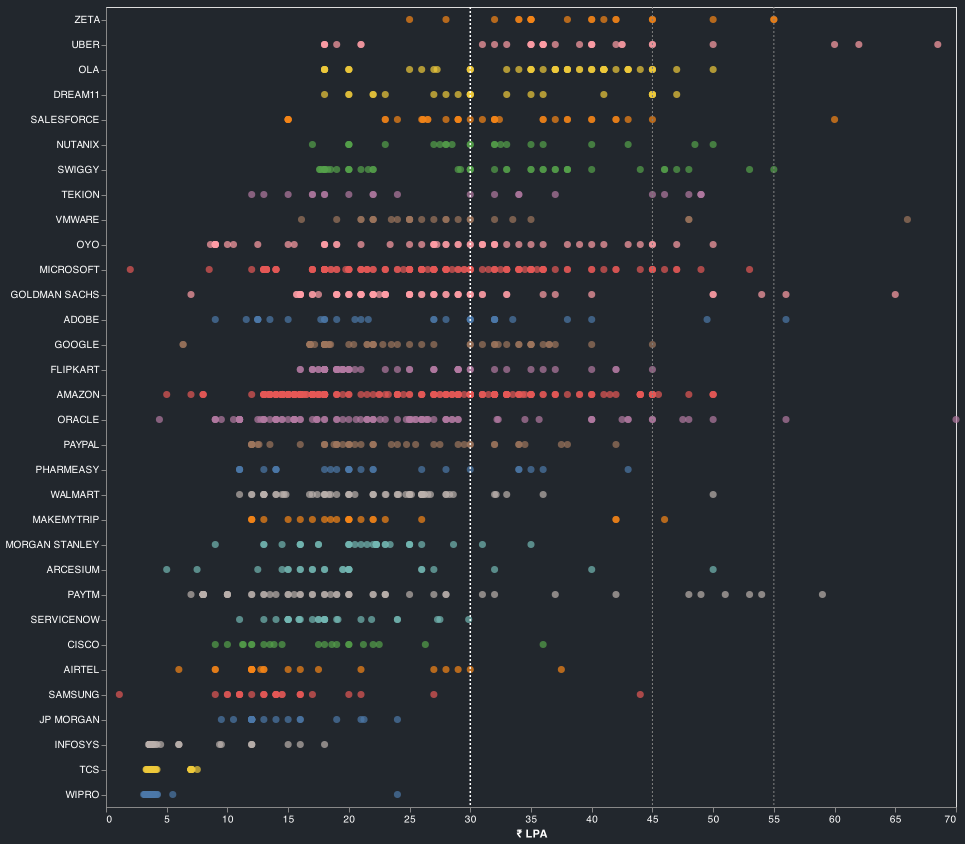 ZETA
UBER
OLA
DREAM11
SALESFORCE
NUTANIX
SWIGGY
TEKION
VMWARE
OYO
MICROSOFT
GOLDMAN SACHS
ADOBE
GOOGLE
FLIPKART
AMAZON
ORACLE
PAYPAL
PHARMEASY
WALMART
MAKEMYTRIP
MORGAN STANLEY
ARCESIUM
PAYTM
SERVICENOW
CISCO
AIRTEL
SAMSUNG
JP MORGAN
INFOSYS
TCS
WIPRO
0 5 10 15 20 25 30 35 40 45 50 55 60 65 70
₹ LPA